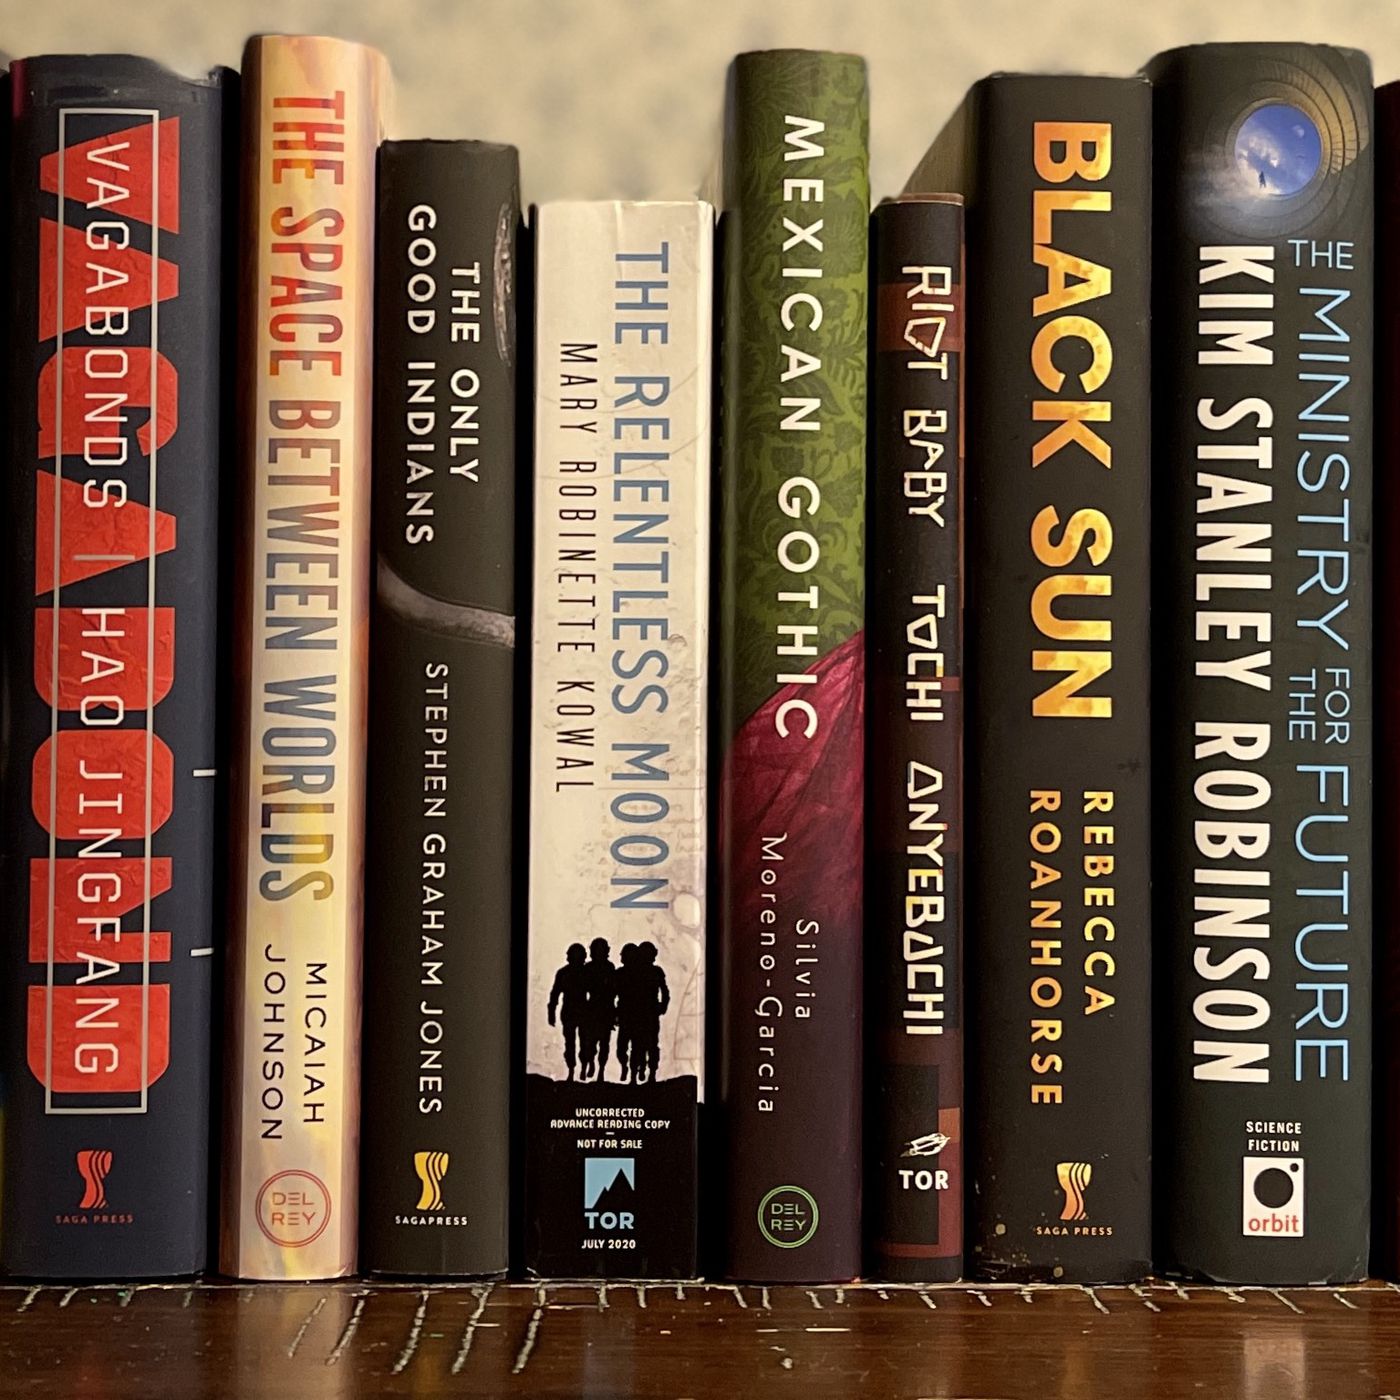 VAGABONDS
VAGABONDS | HAO JINGFANG
SAGA PRESS
THE SPACE BETWEEN WORLDS
MICAIAH
JOHNSON
DEL
REY
THE ONLY
GOOD INDIANS
STEPHEN GRAHAM JONES
SAGAPRESS
THE RELENTLESS MOON
MARY ROBINETTE KOWAL
UNCORRECTED
ADVANCE READING COPY
NOT FOR SALE
TOR
JULY 2020
MEXICAN GOTHIC
Silvia
Moreno-Garcia
DEL
REY
RIOT BABY TOCHI ONYEBUCHI
TOR
BLACK SUN
REBECCA
ROANHORSE
SAGA PRESS
THE MINISTRY FOR THE FUTURE
KIM STANLEY ROBINSON
SCIENCE
FICTION
orbit